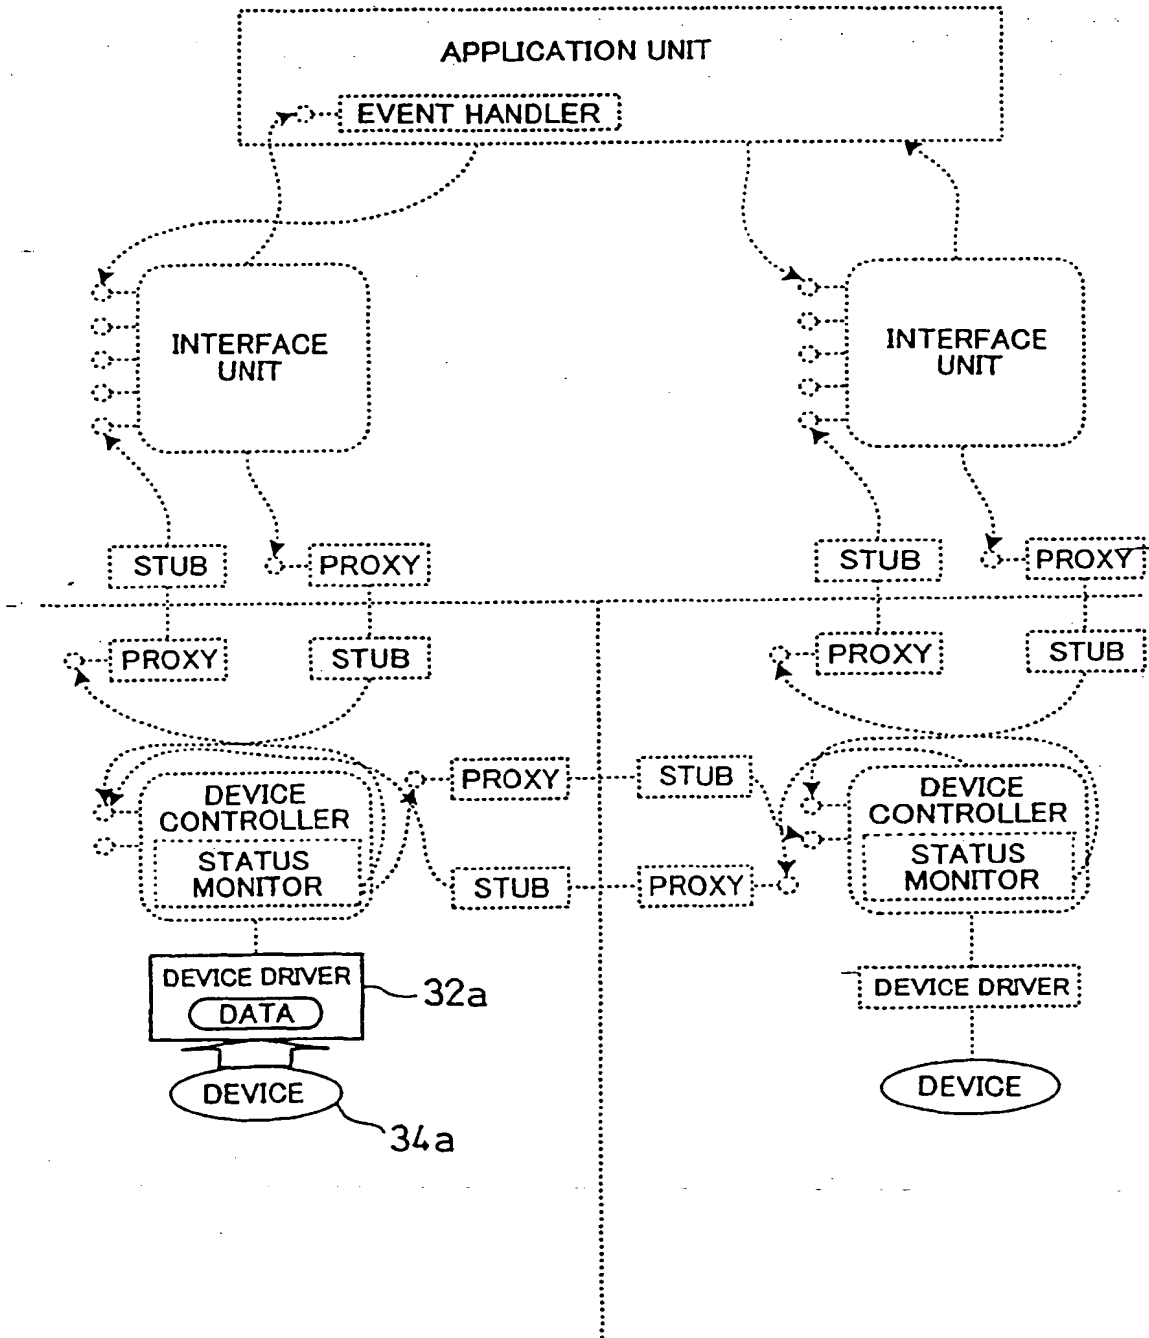 APPLICATION UNIT
EVENT HANDLER
INTERFACE
UNIT
INTERFACE
UNIT
STUB
PROXY
STUB
PROXY
PROXY
STUB
PROXY
STUB
DEVICE
CONTROLLER
STATUS
MONITOR
PROXY
STUB
STUB
PROXY
DEVICE
CONTROLLER
STATUS
MONITOR
DEVICE DRIVER
DATA
32a
DEVICE
34a
DEVICE DRIVER
DEVICE